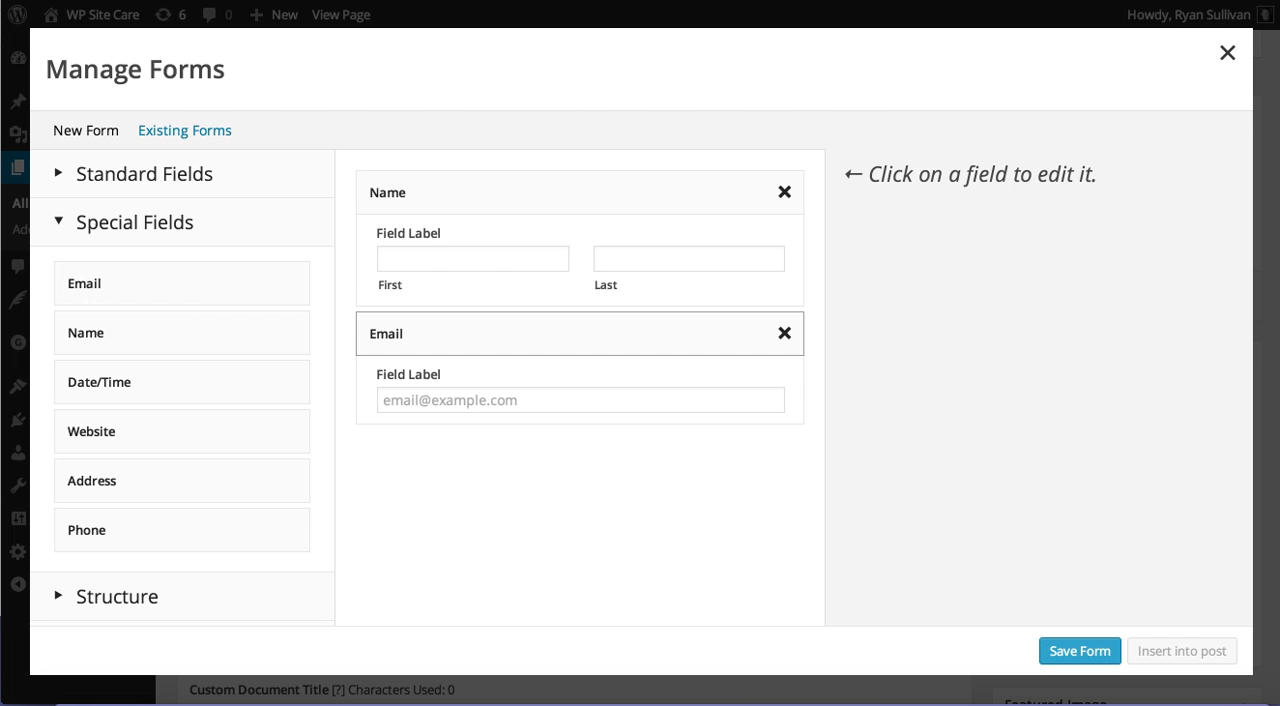 WP Site Care 6 0 New View Page Howdy, Ryan Sullivan
Manage Forms
New Form Existing Forms
Standard Fields
Special Fields
Email
Name
Date/Time
Website
Address
Phone
Structure
Name
Field Label
First Last
Email
Field Label
email@example.com
← Click on a field to edit it.
Save Form Insert into post
All
Custom Document Title [?] Characters Used: 0
Featured Image